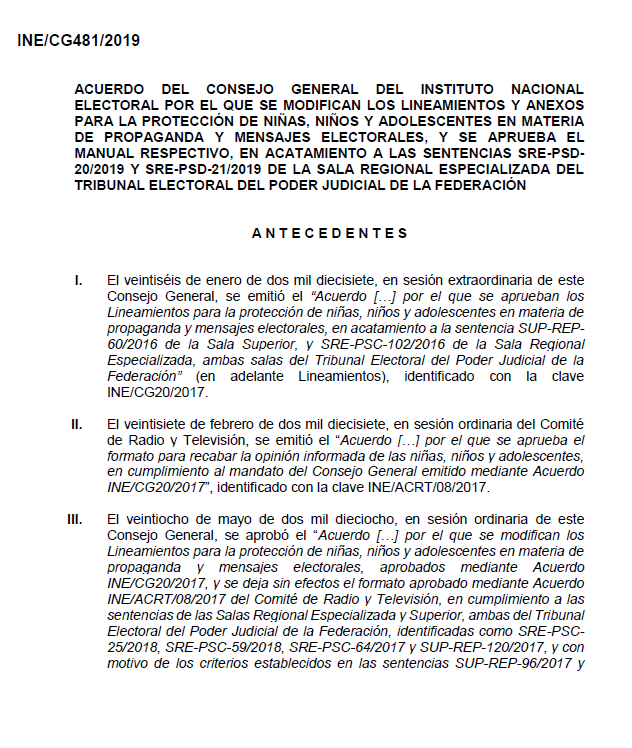 INE/CG481/2019
ACUERDO DEL CONSEJO GENERAL DEL INSTITUTO NACIONAL
ELECTORAL POR EL QUE SE MODIFICAN LOS LINEAMIENTOS Y ANEXOS
PARA LA PROTECCIÓN DE NIÑAS, NIÑOS Y ADOLESCENTES EN MATERIA
DE PROPAGANDA Y MENSAJES ELECTORALES, Y SE APRUEBA EL
MANUAL RESPECTIVO, EN ACATAMIENTO A LAS SENTENCIAS SRE-PSD-
20/2019 Y SRE-PSD-21/2019 DE LA SALA REGIONAL ESPECIALIZADA DEL
TRIBUNAL ELECTORAL DEL PODER JUDICIAL DE LA FEDERACIÓN
A N T E C E D E N T E S
I. El veintiséis de enero de dos mil diecisiete, en sesión extraordinaria de este
Consejo General, se emitió el “Acuerdo […] por el que se aprueban los
Lineamientos para la protección de niñas, niños y adolescentes en materia de
propaganda y mensajes electorales, en acatamiento a la sentencia SUP-REP-
60/2016 de la Sala Superior, y SRE-PSC-102/2016 de la Sala Regional
Especializada, ambas salas del Tribunal Electoral del Poder Judicial de la
Federación” (en adelante Lineamientos), identificado con la clave
INE/CG20/2017.
II. El veintisiete de febrero de dos mil diecisiete, en sesión ordinaria del Comité
de Radio y Televisión, se emitió el “Acuerdo […] por el que se aprueba el
formato para recabar la opinión informada de las niñas, niños y adolescentes,
en cumplimiento al mandato del Consejo General emitido mediante Acuerdo
INE/CG20/2017”, identificado con la clave INE/ACRT/08/2017.
III. El veintiocho de mayo de dos mil dieciocho, en sesión ordinaria de este
Consejo General, se aprobó el “Acuerdo […] por el que se modifican los
Lineamientos para la protección de niñas, niños y adolescentes en materia de
propaganda y mensajes electorales, aprobados mediante Acuerdo
INE/CG20/2017, y se deja sin efectos el formato aprobado mediante Acuerdo
INE/ACRT/08/2017 del Comité de Radio y Televisión, en cumplimiento a las
sentencias de las Salas Regional Especializada y Superior, ambas del Tribunal
Electoral del Poder Judicial de la Federación, identificadas como SRE-PSC-
25/2018, SRE-PSC-59/2018, SRE-PSC-64/2017 y SUP-REP-120/2017, y con
motivo de los criterios establecidos en las sentencias SUP-REP-96/2017 y